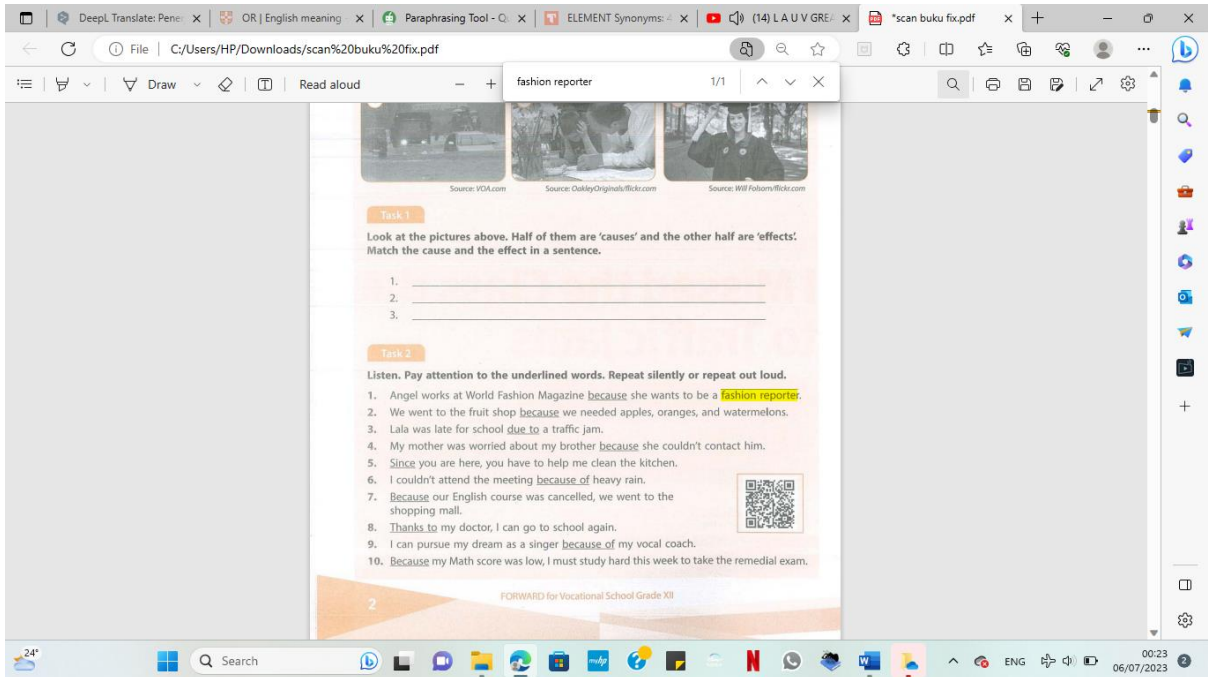 DeepL Translate: Pene
OR | English meaning
Paraphrasing Tool - Q
ELEMENT Synonyms: 4
(14) L A U V GREA
*scan buku fix.pdf
File | C:/Users/HP/Downloads/scan%20buku%20fix.pdf
Draw
Read aloud
fashion reporter
1/1
Source: VOA.com
Source: OakleyOriginals/flickr.com
Source: Will Folsom/flickr.com
Task 1
Look at the pictures above. Half of them are 'causes' and the other half are 'effects'.
Match the cause and the effect in a sentence.
1.
2.
3.
Task 2
Listen. Pay attention to the underlined words. Repeat silently or repeat out loud.
1. Angel works at World Fashion Magazine because she wants to be a fashion reporter.
2. We went to the fruit shop because we needed apples, oranges, and watermelons.
3. Lala was late for school due to a traffic jam.
4. My mother was worried about my brother because she couldn't contact him.
5. Since you are here, you have to help me clean the kitchen.
6. I couldn't attend the meeting because of heavy rain.
7. Because our English course was cancelled, we went to the
shopping mall.
8. Thanks to my doctor, I can go to school again.
9. I can pursue my dream as a singer because of my vocal coach.
10. Because my Math score was low, I must study hard this week to take the remedial exam.
2
FORWARD for Vocational School Grade XII
24°
Search
myhp
ENG
00:23
06/07/2023
2